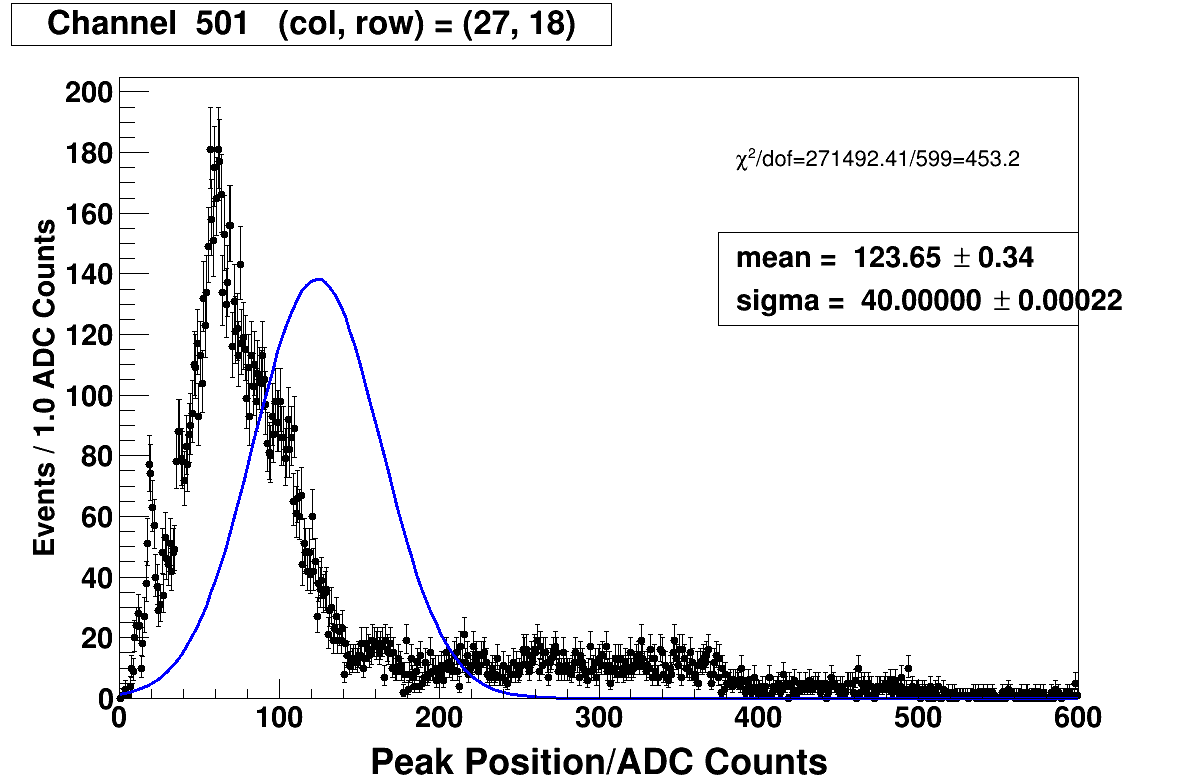 Channel  501   (col, row) = (27, 18)
χ²/dof=271492.41/599=453.2
mean =  123.65 ± 0.34
sigma =  40.00000 ± 0.00022
Events / 1.0 ADC Counts
200
180
160
140
120
100
80
60
40
20
0
0 100 200 300 400 500 600
Peak Position/ADC Counts